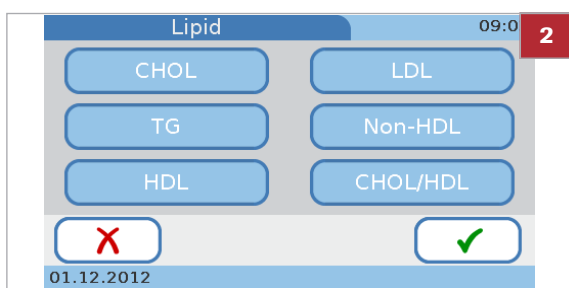 Lipid 09:0
2
CHOL LDL
TG Non-HDL
HDL CHOL/HDL
01.12.2012